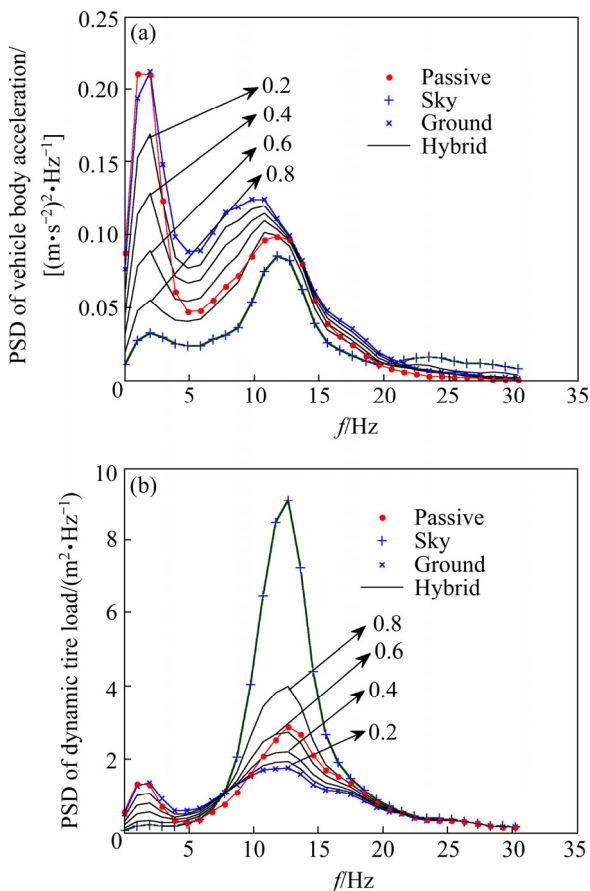 (a)
PSD of vehicle body acceleration/
[(m•s⁻²)²•Hz⁻¹]
0.25
0.20
0.15
0.10
0.05
0.2
0.4
0.6
0.8
Passive
Sky
Ground
Hybrid
0 5 10 15 20 25 30 35
f/Hz
(b)
PSD of dynamic tire load/(m²•Hz⁻¹)
10
8
6
4
2
Passive
Sky
Ground
Hybrid
0.8
0.6
0.4
0.2
0 5 10 15 20 25 30 35
f/Hz